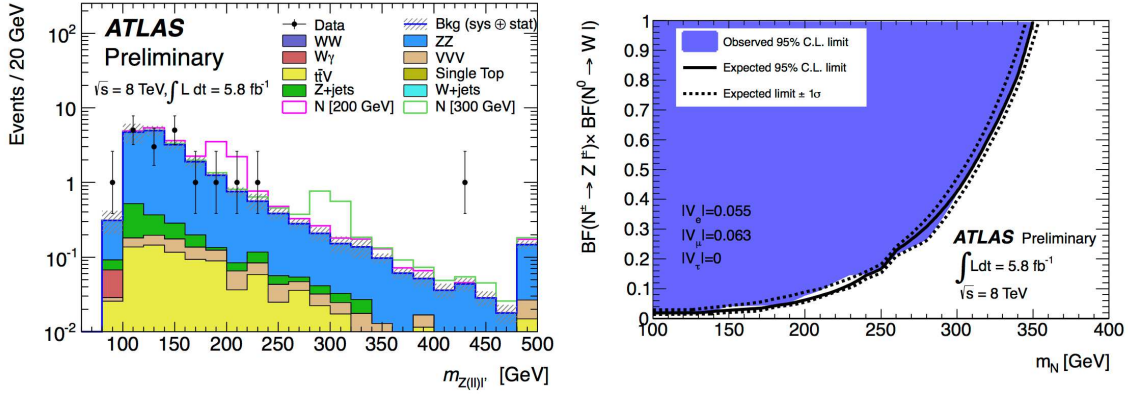 Events / 20 GeV
10²
10
1
10⁻¹
10⁻²
ATLAS
Preliminary
√s = 8 TeV, ∫ L dt = 5.8 fb⁻¹
Data
WW
Wγ
tt̄V
Z+jets
N [200 GeV]
Bkg (sys ⊕ stat)
ZZ
VVV
Single Top
W+jets
N [300 GeV]
100 150 200 250 300 350 400 450 500
m_Z(ll)l' [GeV]
BF(N± → Z l±) × BF(N⁰ → W l)
1
0.9
0.8
0.7
0.6
0.5
0.4
0.3
0.2
0.1
0
Observed 95% C.L. limit
Expected 95% C.L. limit
Expected limit ± 1σ
|V_e|=0.055
|V_μ|=0.063
|V_τ|=0
ATLAS Preliminary
∫ Ldt = 5.8 fb⁻¹
√s = 8 TeV
100 150 200 250 300 350 400
m_N [GeV]